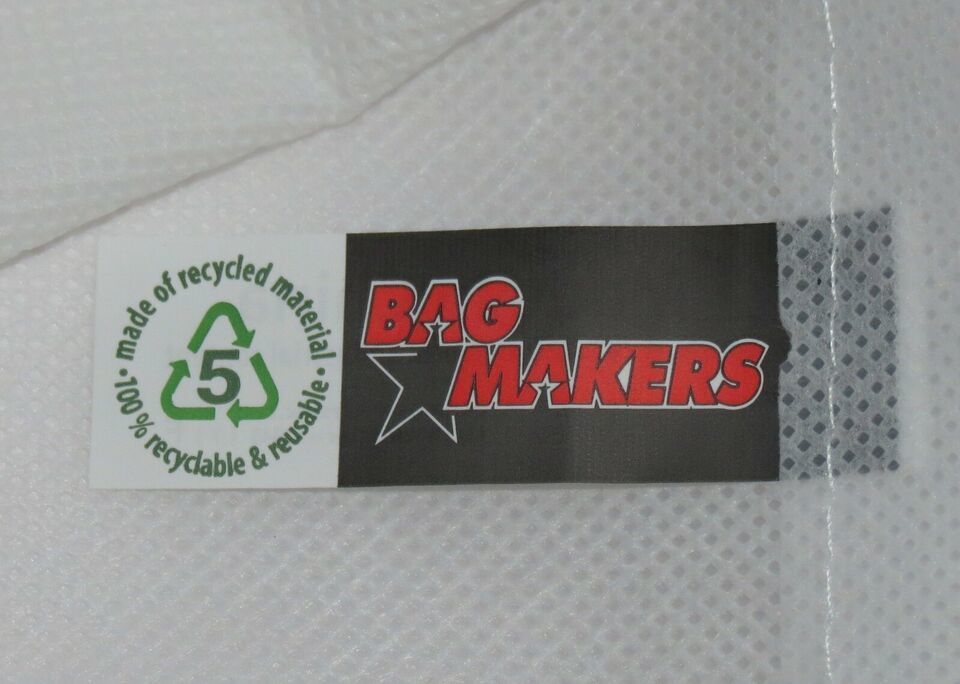 • made of recycled material •
100 % recyclable & reusable
5
BAG
MAKERS